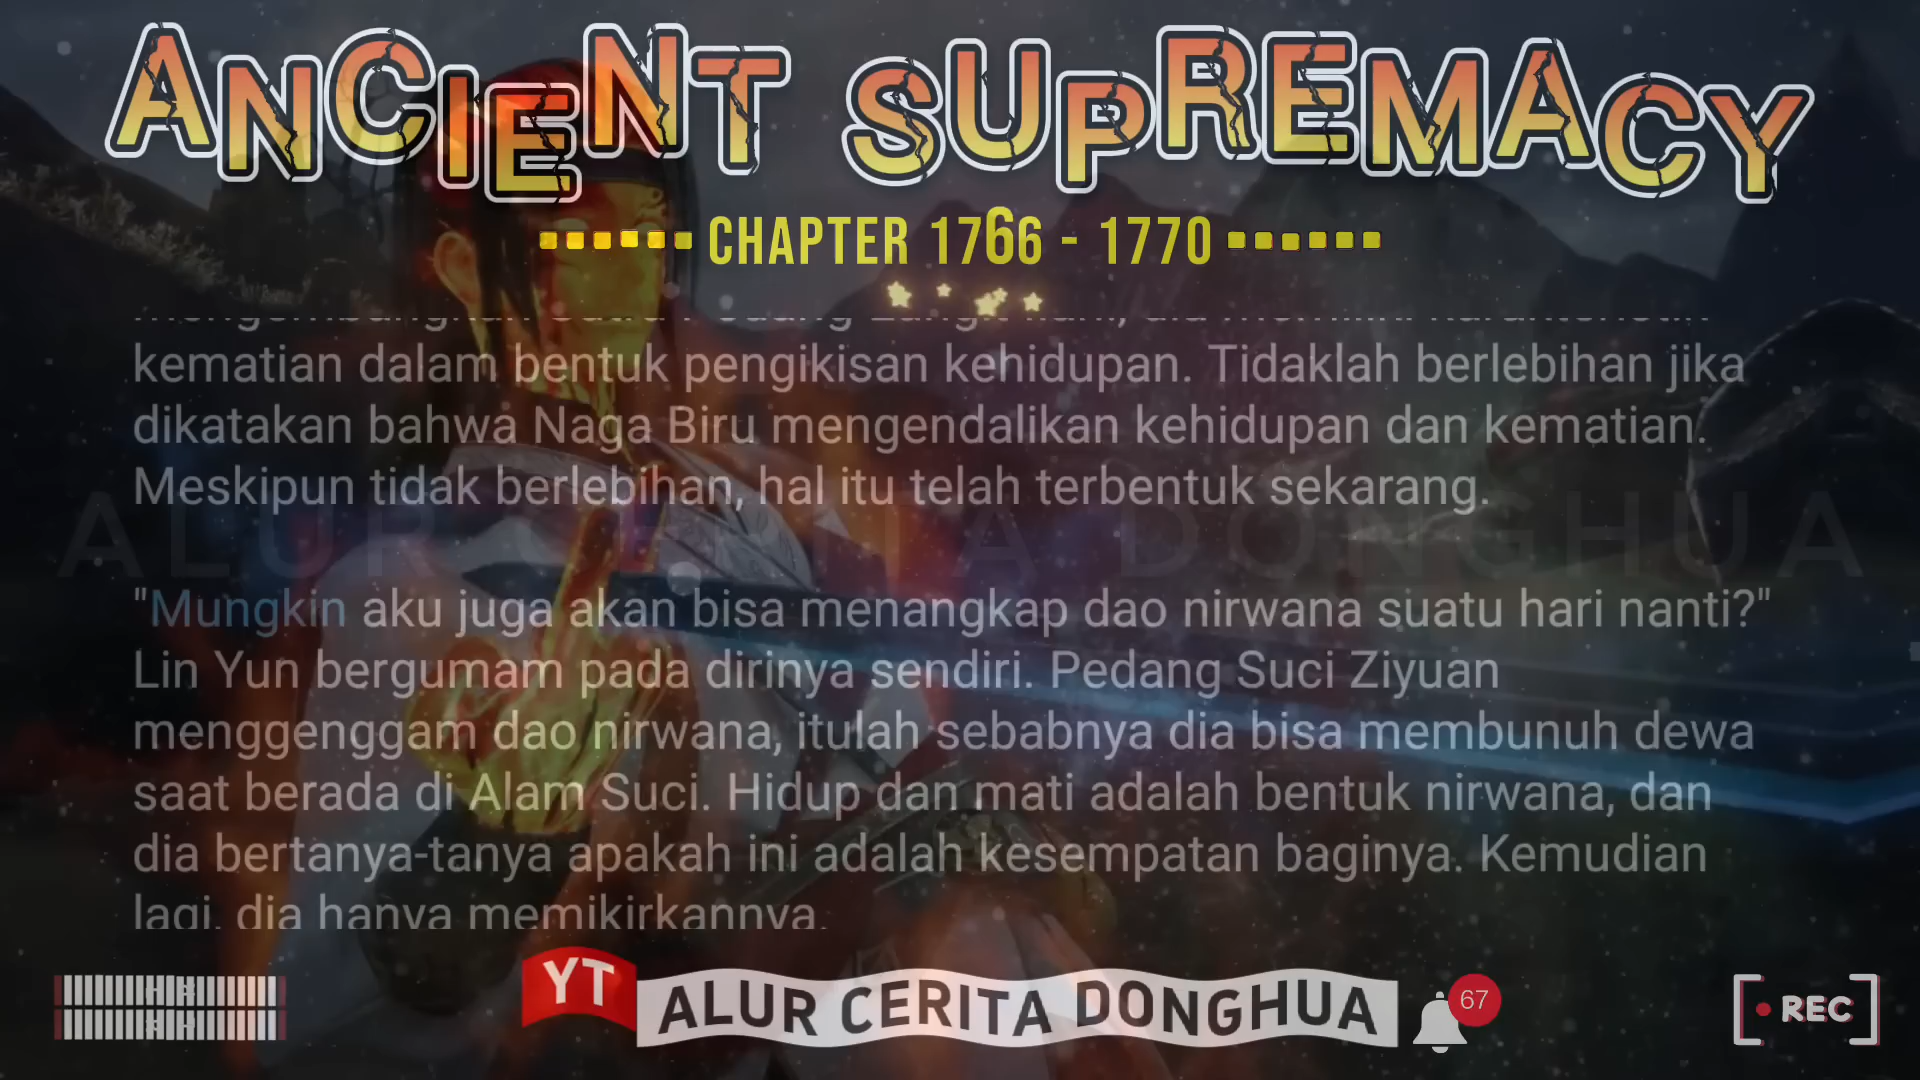 ANCIENT SUPREMACY
CHAPTER 1766 - 1770
kematian dalam bentuk pengikisan kehidupan. Tidaklah berlebihan jika
dikatakan bahwa Naga Biru mengendalikan kehidupan dan kematian.
Meskipun tidak berlebihan, hal itu telah terbentuk sekarang.
ALUR CERITA DONGHUA
"Mungkin aku juga akan bisa menangkap dao nirwana suatu hari nanti?"
Lin Yun bergumam pada dirinya sendiri. Pedang Suci Ziyuan
menggenggam dao nirwana, itulah sebabnya dia bisa membunuh dewa
saat berada di Alam Suci. Hidup dan mati adalah bentuk nirwana, dan
dia bertanya-tanya apakah ini adalah kesempatan baginya. Kemudian
lagi, dia hanya memikirkannya.
YT ALUR CERITA DONGHUA
67
REC